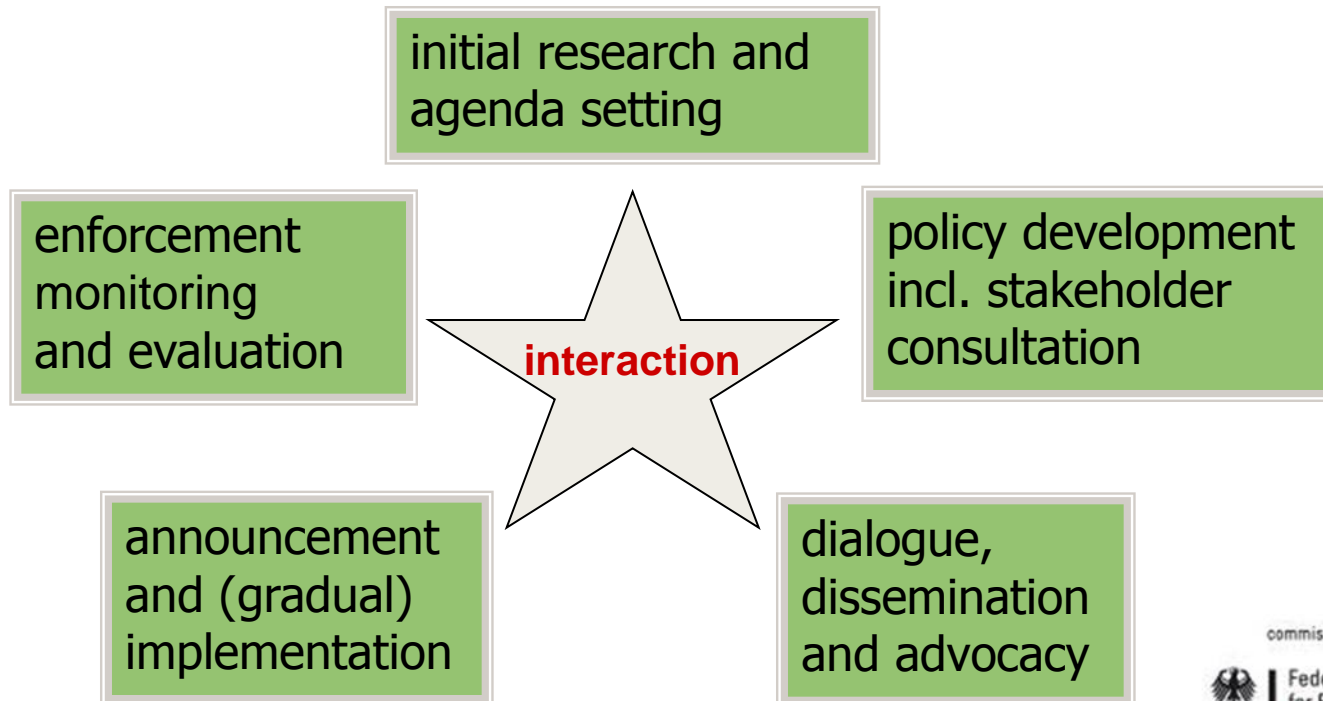 initial research and
agenda setting
enforcement
monitoring
and evaluation
policy development
incl. stakeholder
consultation
interaction
announcement
and (gradual)
implementation
dialogue,
dissemination
and advocacy